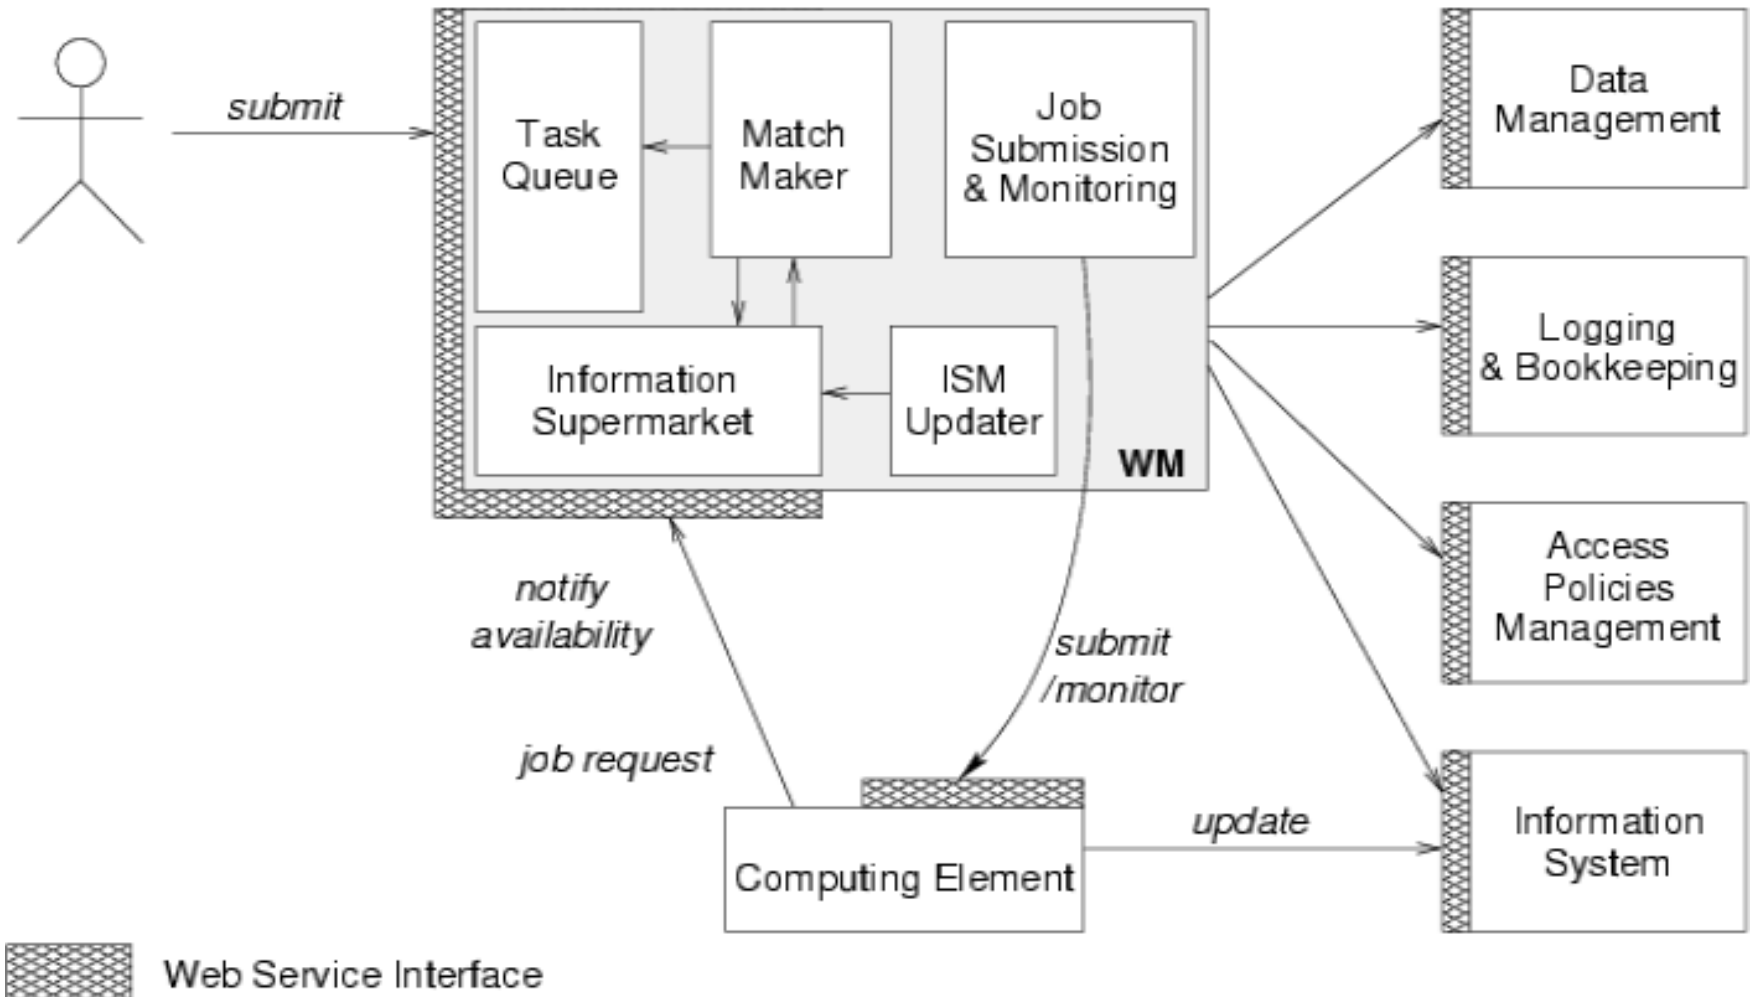 submit
Task
Queue
Match
Maker
Job
Submission
& Monitoring
Information
Supermarket
ISM
Updater
WM
Data
Management
Logging
& Bookkeeping
Access
Policies
Management
Information
System
notify
availability
job request
submit
/monitor
update
Computing Element
Web Service Interface